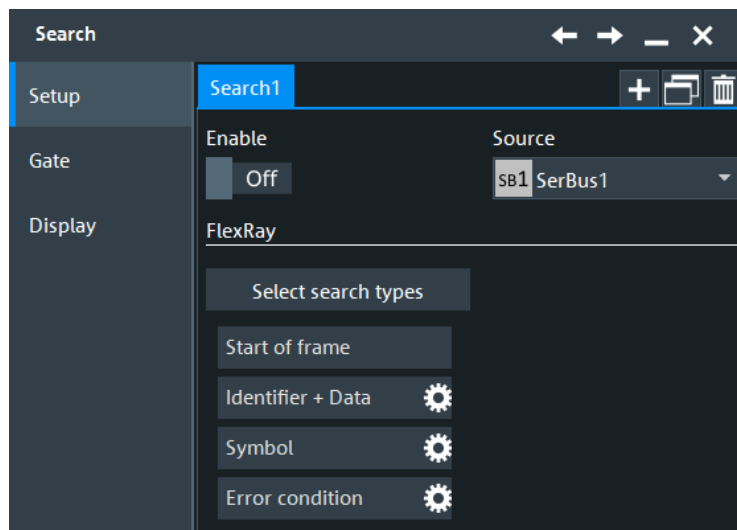 Search
Setup
Gate
Display
Search1
Enable
Off
Source
SB1 SerBus1
FlexRay
Select search types
Start of frame
Identifier + Data
Symbol
Error condition